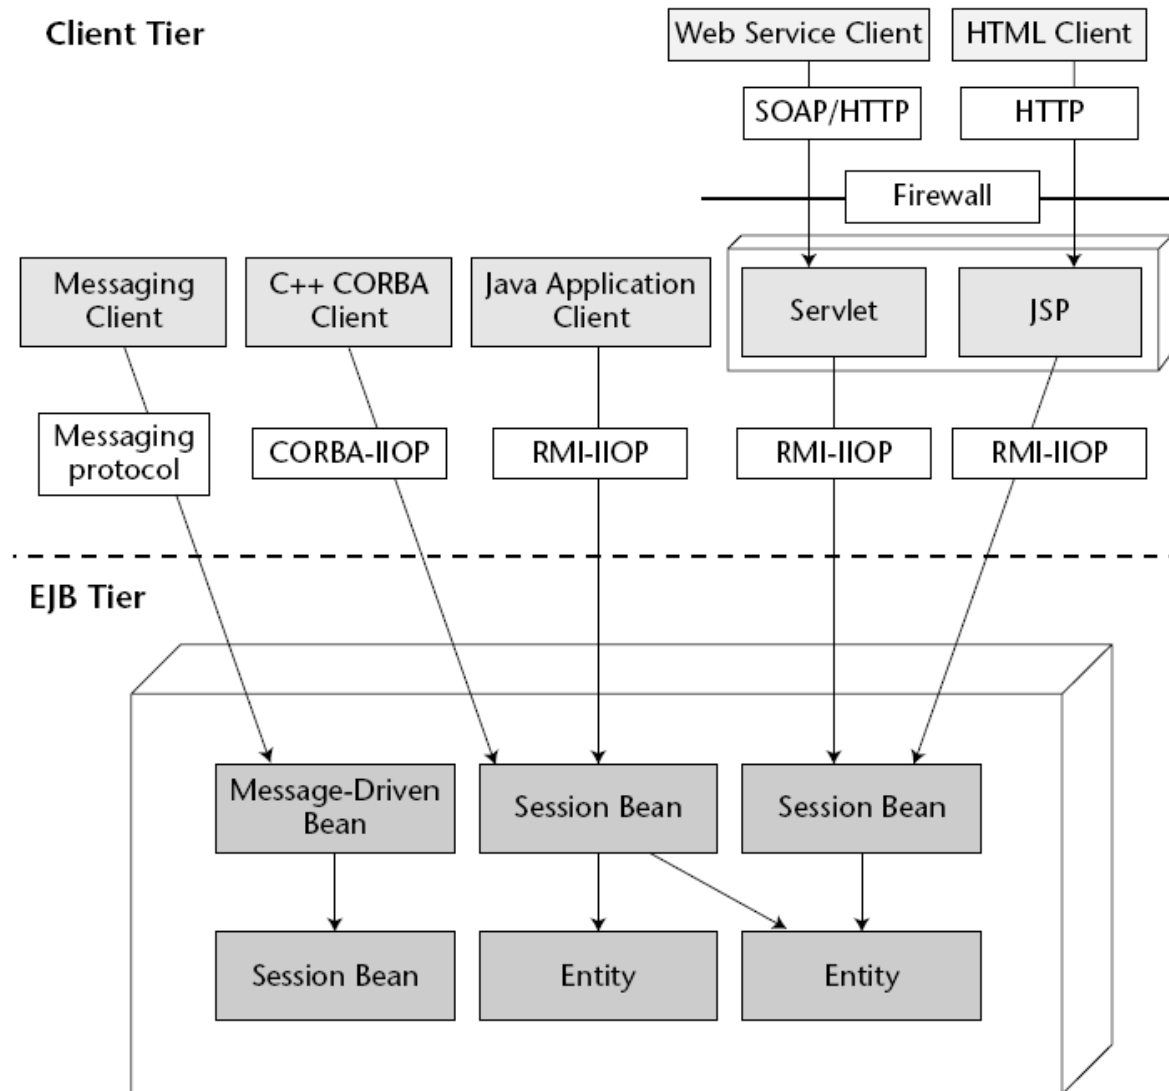 Client Tier
Web Service Client
HTML Client
SOAP/HTTP
HTTP
Firewall
Messaging
Client
C++ CORBA
Client
Java Application
Client
Servlet
JSP
Messaging
protocol
CORBA-IIOP
RMI-IIOP
RMI-IIOP
RMI-IIOP
EJB Tier
Message-Driven
Bean
Session Bean
Session Bean
Session Bean
Entity
Entity